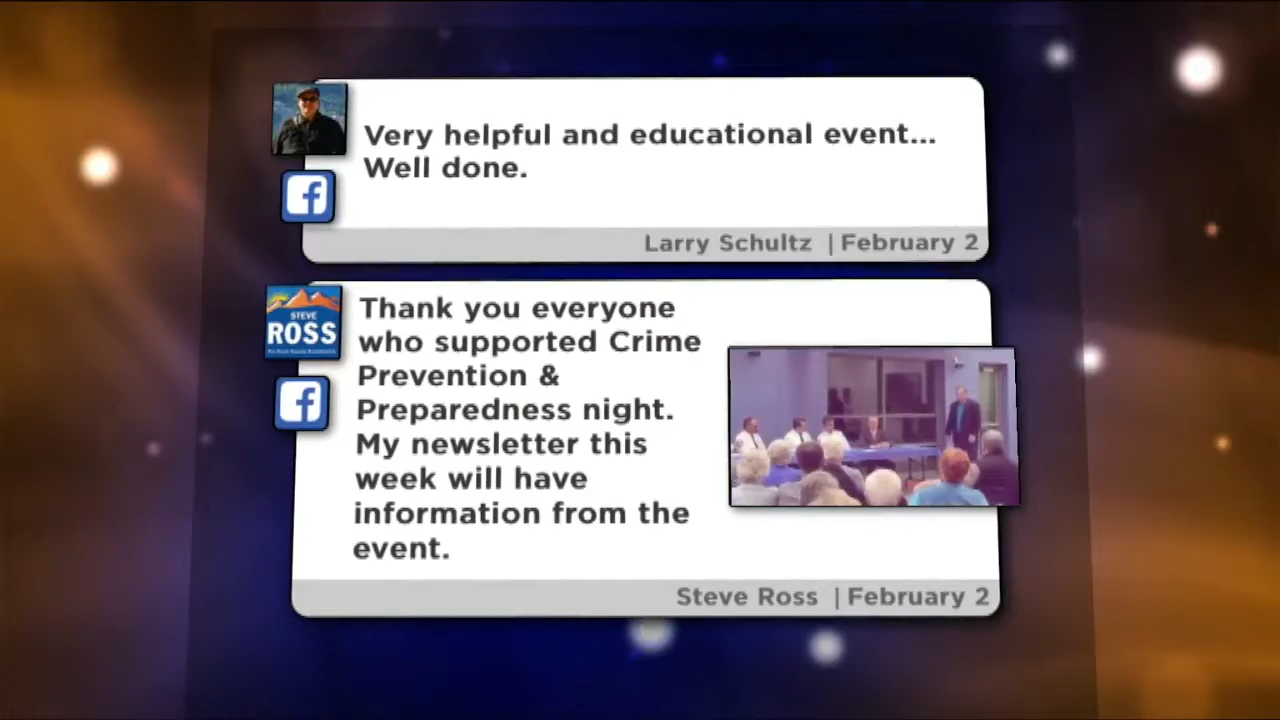 Very helpful and educational event...
Well done.
Larry Schultz | February 2
STEVE
ROSS
Thank you everyone
who supported Crime
Prevention &
Preparedness night.
My newsletter this
week will have
information from the
event.
Steve Ross | February 2